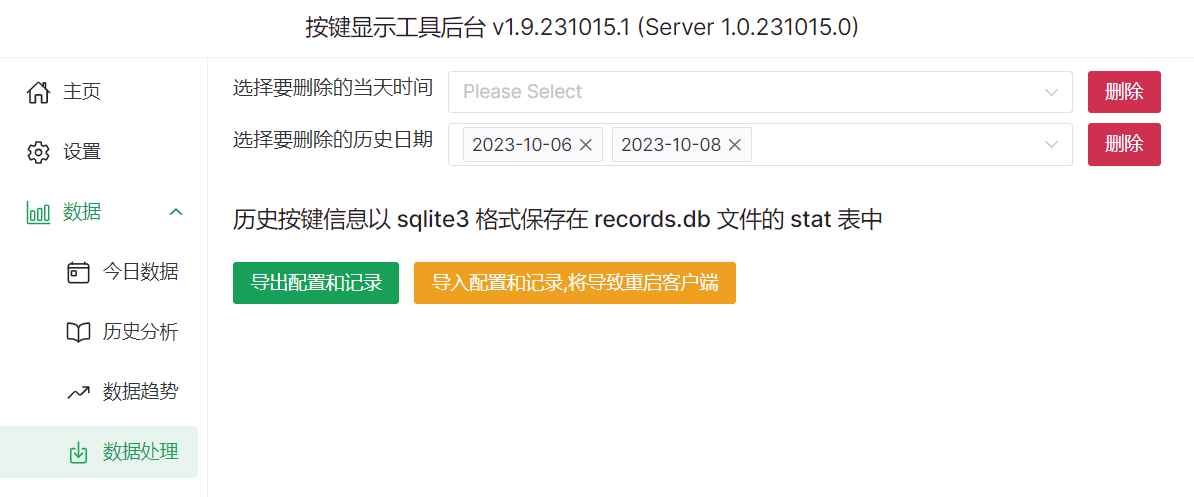 按键显示工具后台 v1.9.231015.1 (Server 1.0.231015.0)
主页
设置
数据
今日数据
历史分析
数据趋势
数据处理
选择要删除的当天时间 Please Select 删除
选择要删除的历史日期 2023-10-06 2023-10-08 删除
历史按键信息以 sqlite3 格式保存在 records.db 文件的 stat 表中
导出配置和记录 导入配置和记录,将导致重启客户端